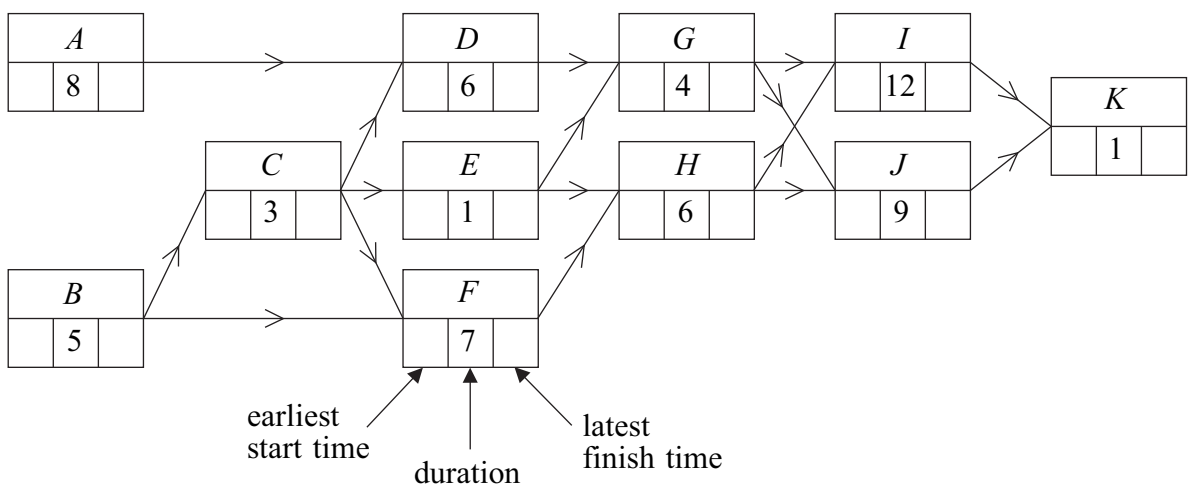 A D G I
8 6 4 12
K
C E H J
1
3 1 6 9
B F
5 7
earliest
start time
duration
latest
finish time